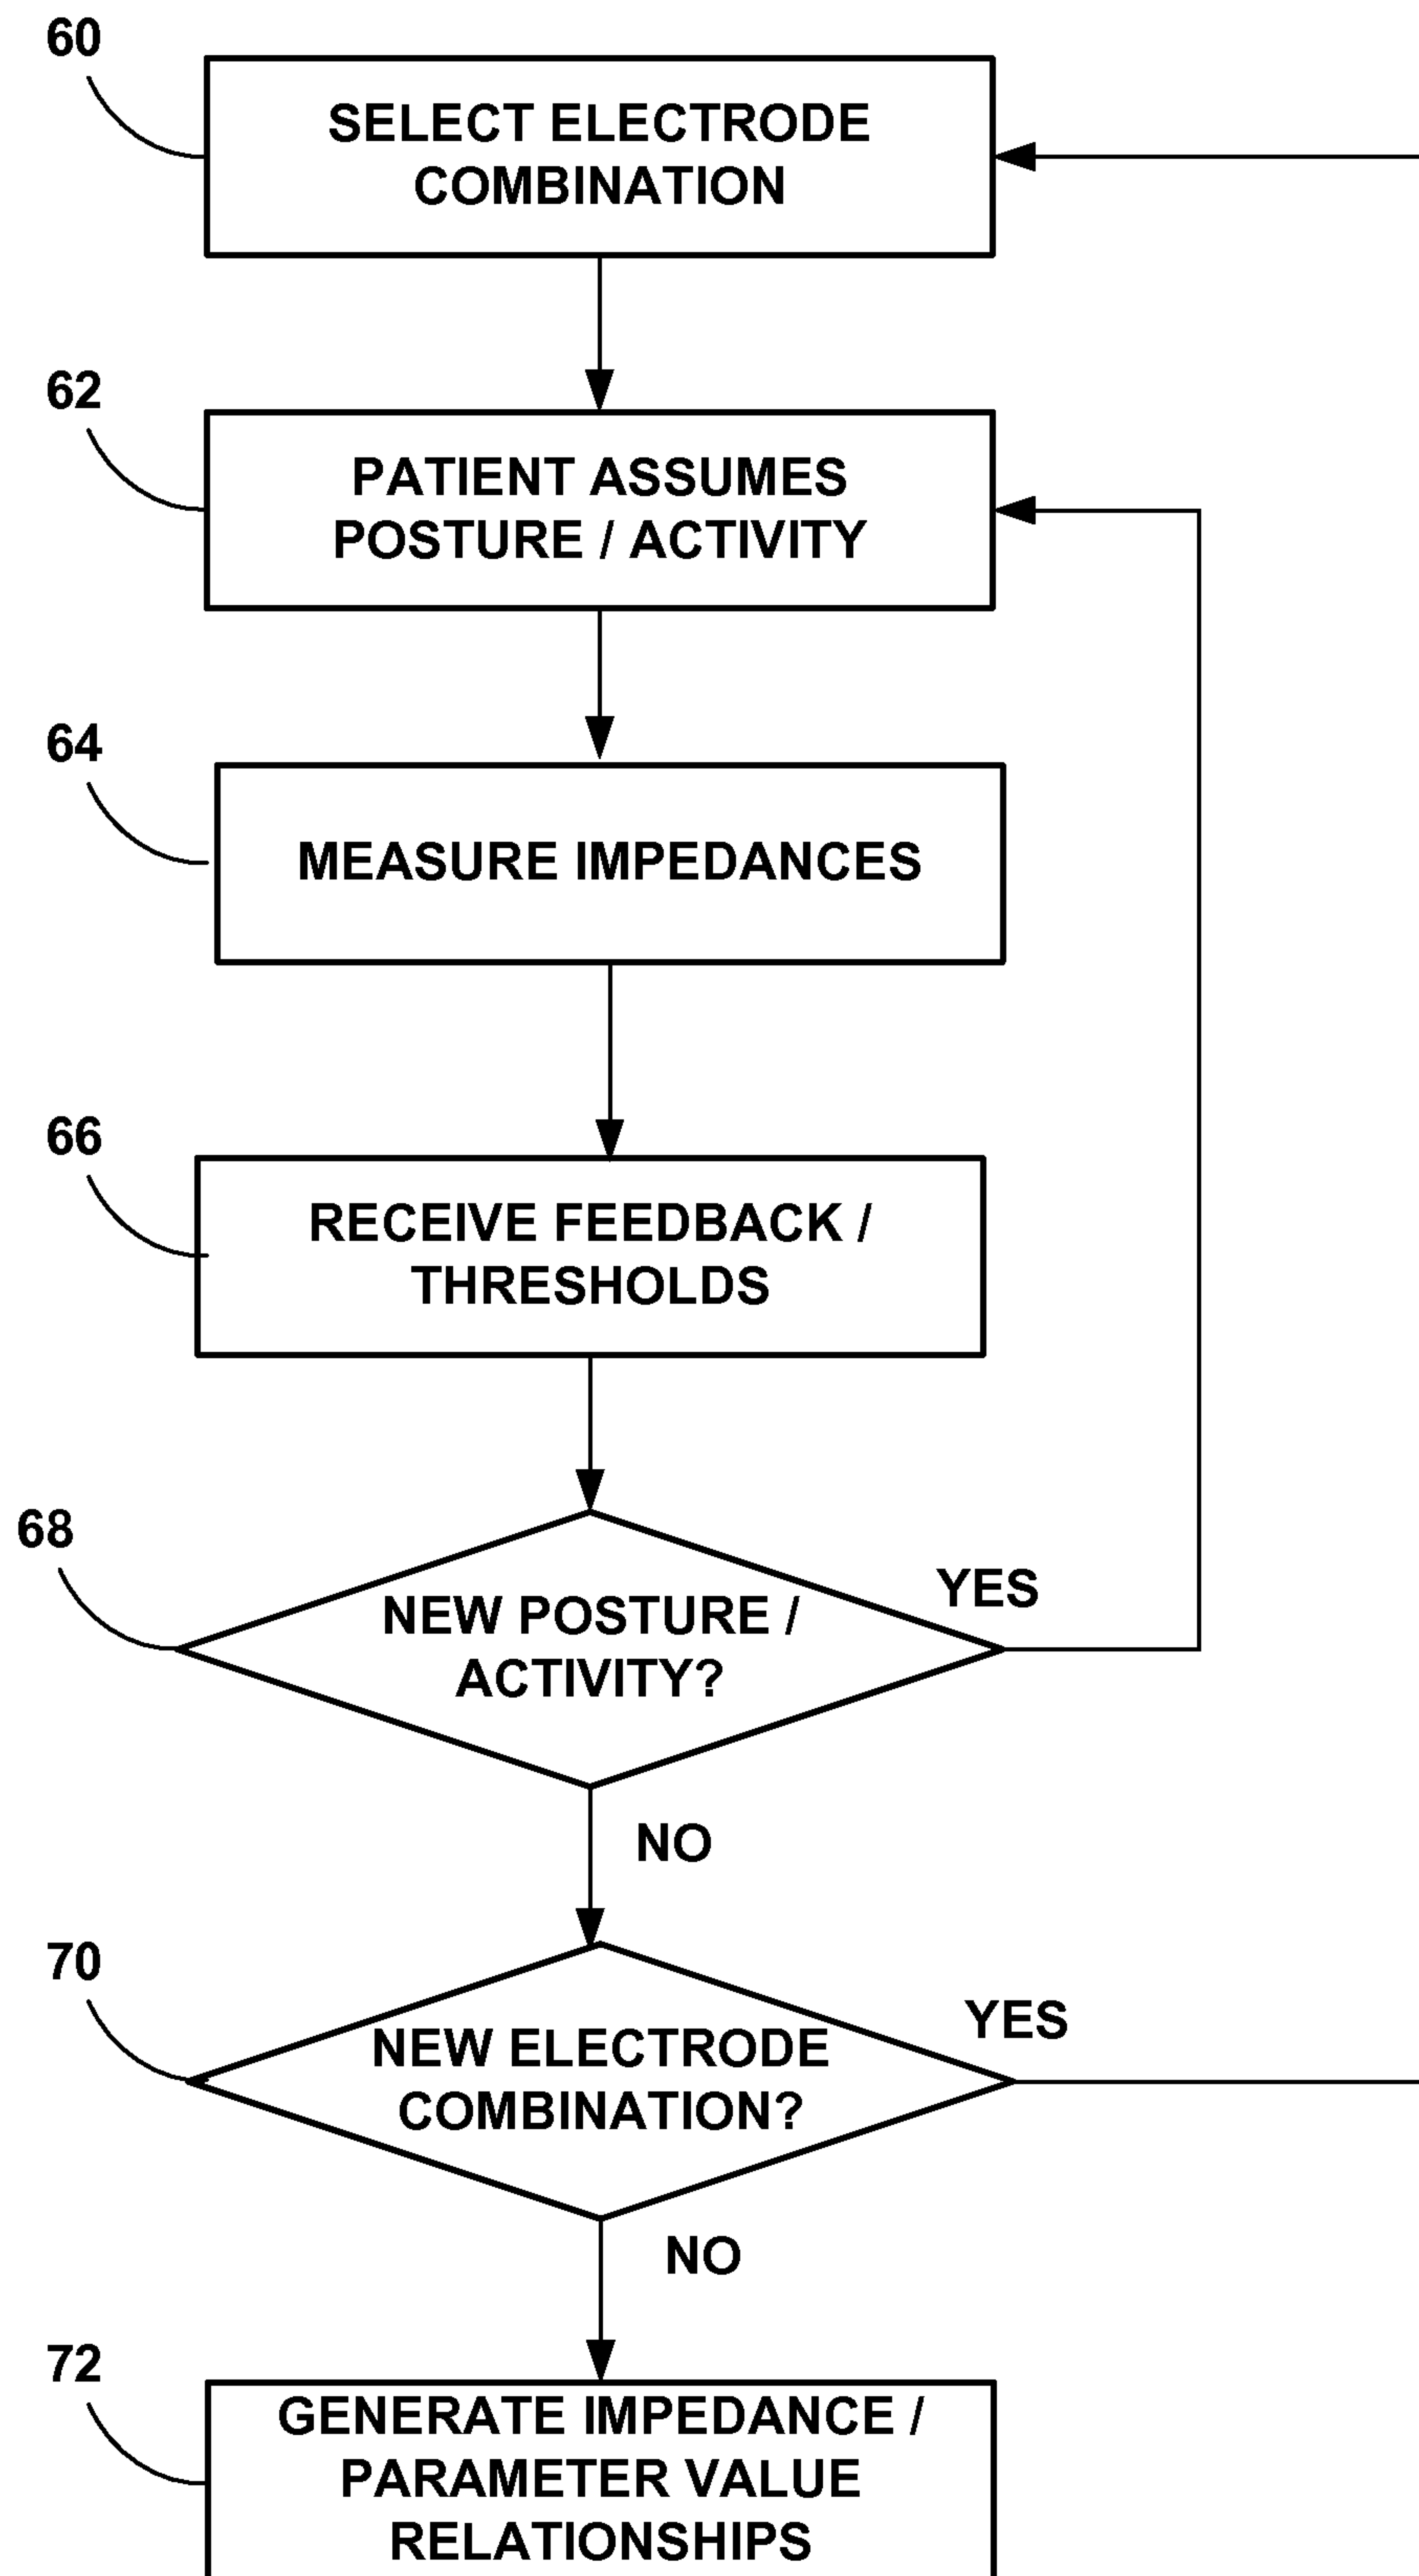 60
SELECT ELECTRODE
COMBINATION
62
PATIENT ASSUMES
POSTURE / ACTIVITY
64
MEASURE IMPEDANCES
66
RECEIVE FEEDBACK /
THRESHOLDS
68
NEW POSTURE /
ACTIVITY?
YES
NO
70
NEW ELECTRODE
COMBINATION?
YES
NO
72
GENERATE IMPEDANCE /
PARAMETER VALUE
RELATIONSHIPS